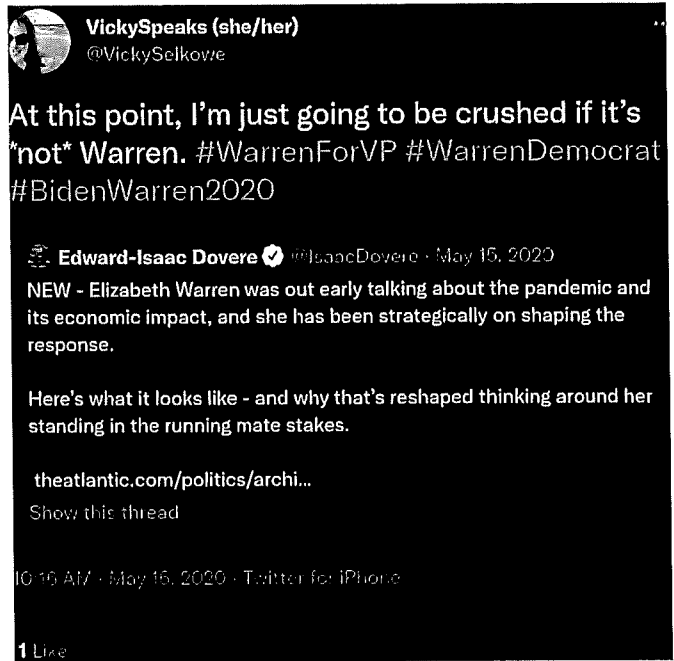 VickySpeaks (she/her)
@VickySelkowe
At this point, I'm just going to be crushed if it's
*not* Warren. #WarrenForVP #WarrenDemocrat
#BidenWarren2020
Edward-Isaac Dovere @IsaacDovere · May 15, 2020
NEW - Elizabeth Warren was out early talking about the pandemic and
its economic impact, and she has been strategically on shaping the
response.
Here's what it looks like - and why that's reshaped thinking around her
standing in the running mate stakes.
theatlantic.com/politics/archi...
Show this thread
10:16 AM · May 16, 2020 · Twitter for iPhone
1 Like